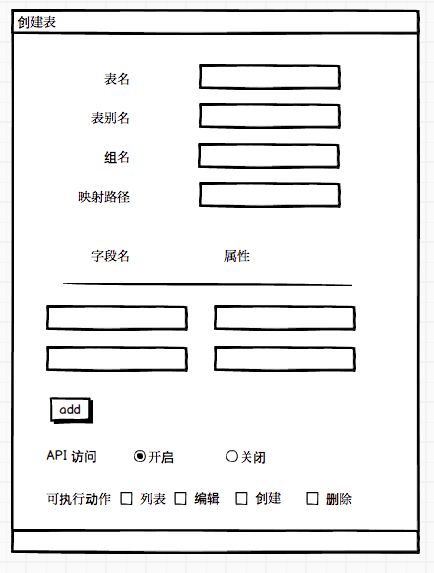 创建表
表名
表别名
组名
映射路径
字段名 属性
add
API 访问 开启 关闭
可执行动作 列表 编辑 创建 删除